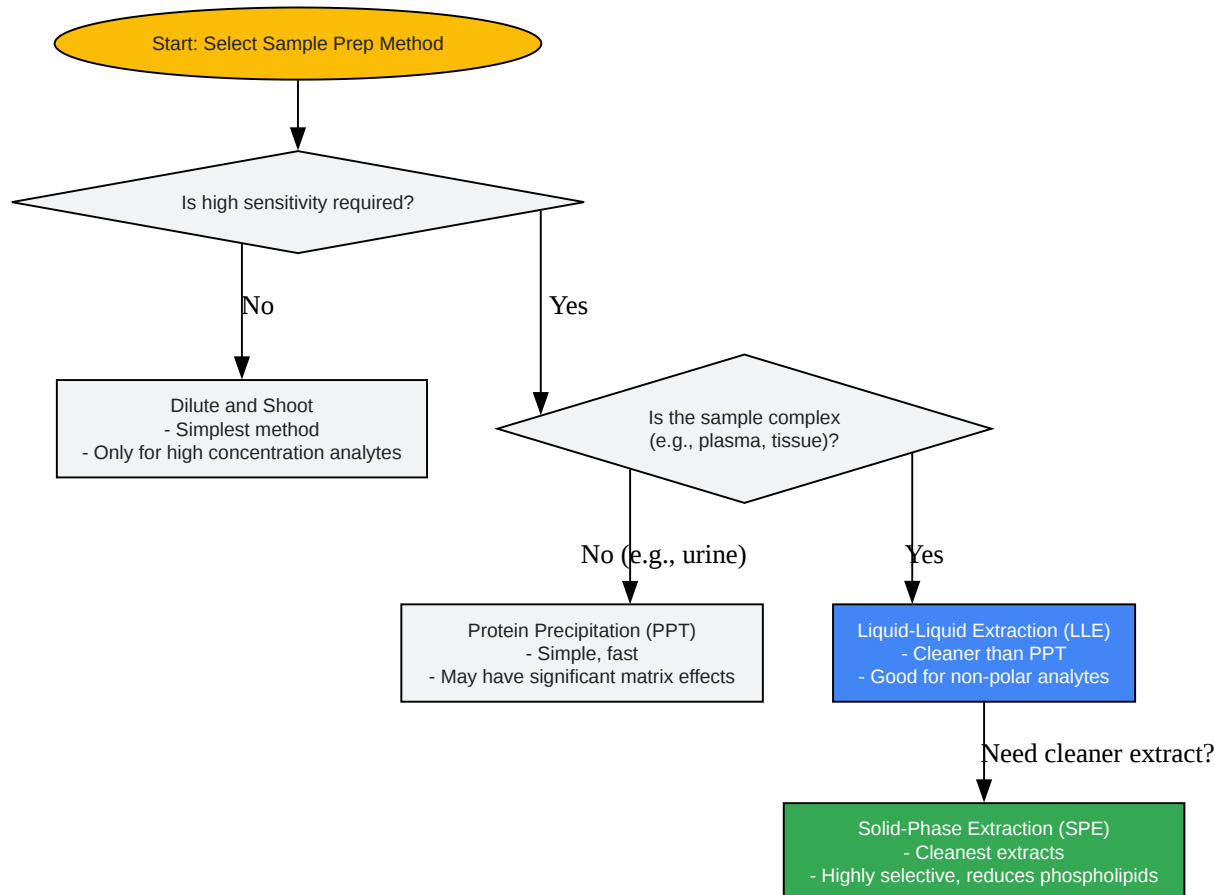 Start: Select Sample Prep Method
Is high sensitivity required?
No
Yes
Dilute and Shoot
- Simplest method
- Only for high concentration analytes
Is the sample complex
(e.g., plasma, tissue)?
No (e.g., urine)
Yes
Protein Precipitation (PPT)
- Simple, fast
- May have significant matrix effects
Liquid-Liquid Extraction (LLE)
- Cleaner than PPT
- Good for non-polar analytes
Need cleaner extract?
Solid-Phase Extraction (SPE)
- Cleanest extracts
- Highly selective, reduces phospholipids